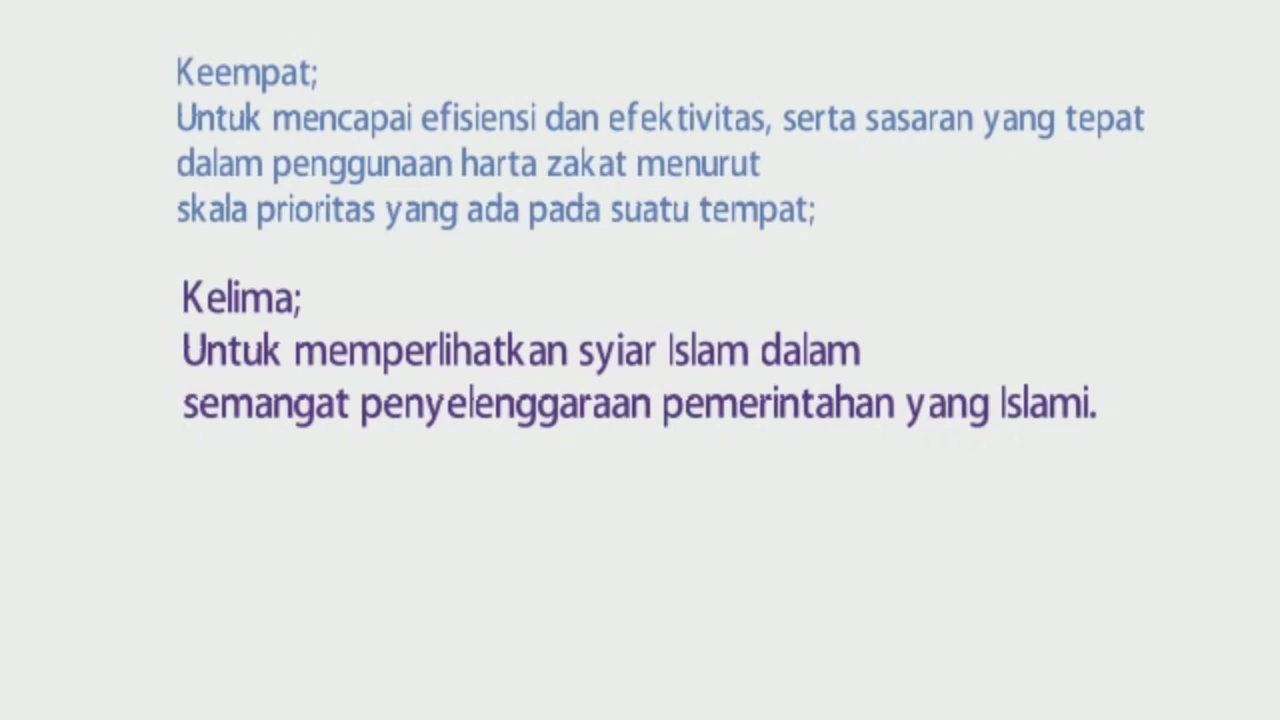 Keempat;
Untuk mencapai efisiensi dan efektivitas, serta sasaran yang tepat
dalam penggunaan harta zakat menurut
skala prioritas yang ada pada suatu tempat;
Kelima;
Untuk memperlihatkan syiar Islam dalam
semangat penyelenggaraan pemerintahan yang Islami.